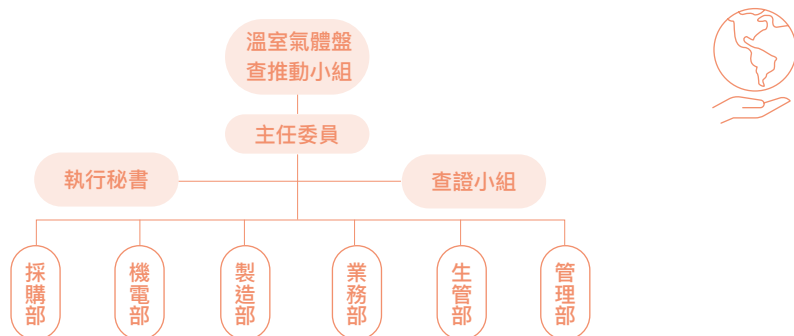 溫室氣體盤
查推動小組
主任委員
執行秘書
查證小組
採購部
機電部
製造部
業務部
生管部
管理部